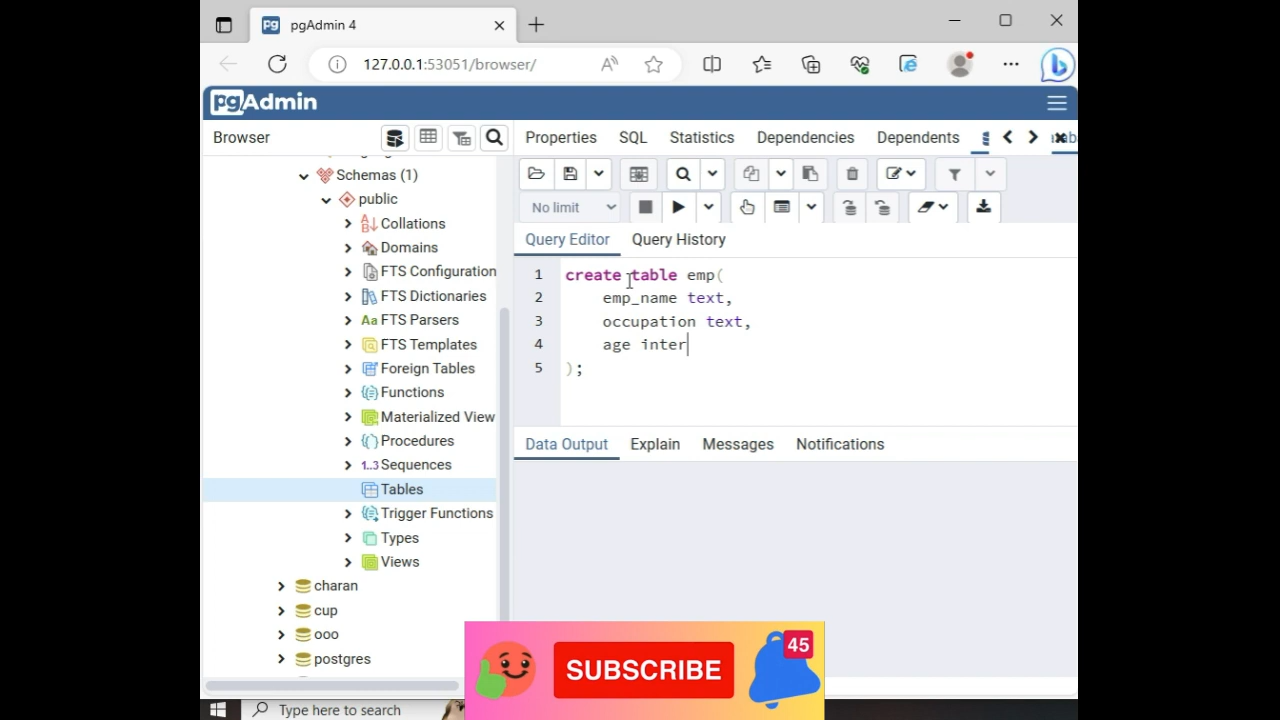 pgAdmin 4
127.0.0.1:53051/browser/
pgAdmin
Browser
Properties SQL Statistics Dependencies Dependents
Schemas (1)
public
Collations
Domains
FTS Configuration
FTS Dictionaries
Aa FTS Parsers
FTS Templates
Foreign Tables
Functions
Materialized View
Procedures
1..3 Sequences
Tables
Trigger Functions
Types
Views
charan
cup
ooo
postgres
No limit
Query Editor Query History
1 create table emp(
2 emp_name text,
3 occupation text,
4 age inter
5 );
Data Output Explain Messages Notifications
SUBSCRIBE
45
Type here to search